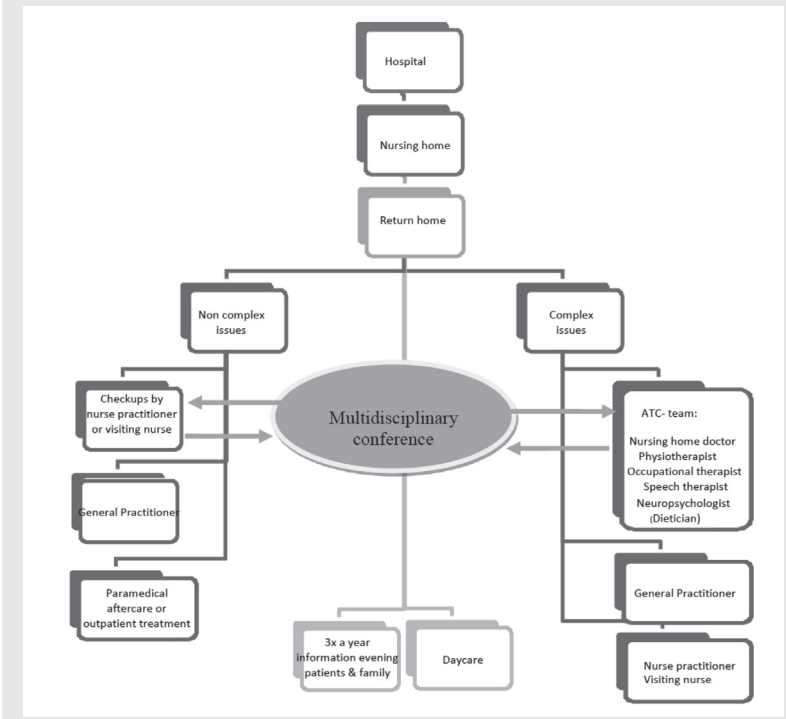 Hospital
Nursing home
Return home
Non complex
issues
Complex
issues
Checkups by
nurse practitioner
or visiting nurse
Multidisciplinary
conference
ATC- team:
Nursing home doctor
Physiotherapist
Occupational therapist
Speech therapist
Neuropsychologist
(Dietician)
General Practitioner
General Practitioner
Paramedical
aftercare or
outpatient treatment
3x a year
information evening
patients & family
Daycare
Nurse practitioner
Visiting nurse